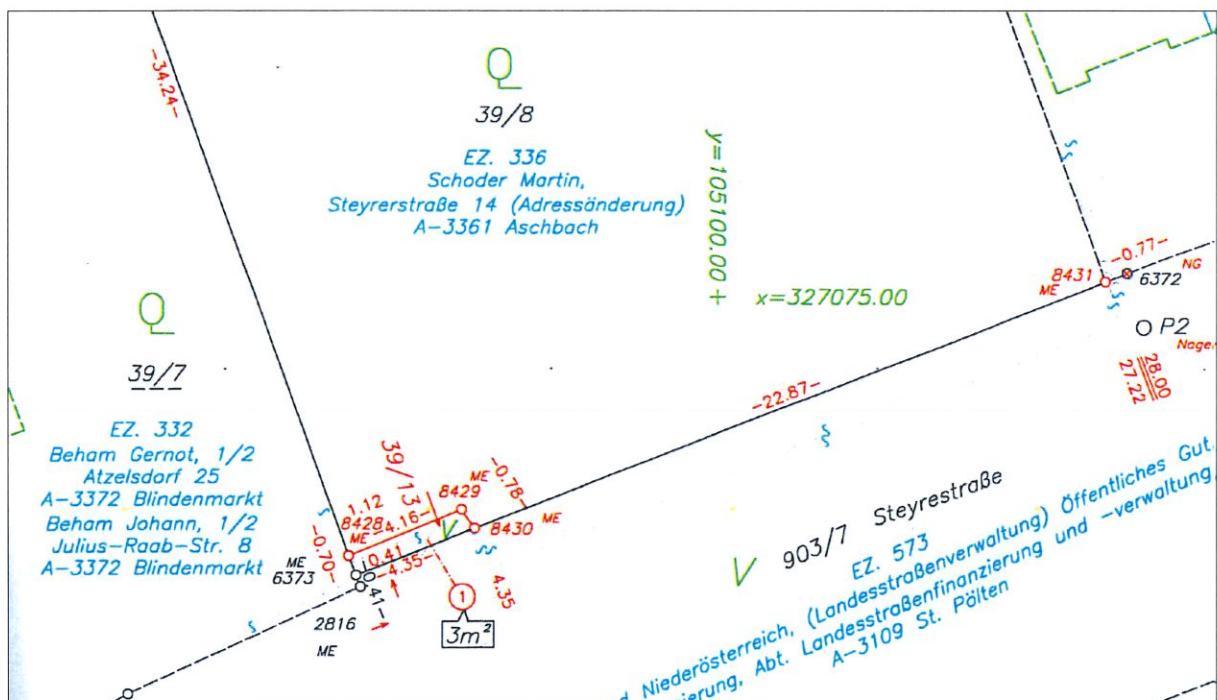 -34.24-
Q
39/8
EZ. 336
Schoder Martin,
Steyrerstraße 14 (Adressönderung)
A-3361 Aschbach
y=105100.00 +
x=327075.00
-0.77-
NG
8431
ME
6372
P2
28.00
27.22
-22.87-
Q
39/7
EZ. 332
Beham Gernot, 1/2
Atzelsdorf 25
A-3372 Blindenmarkt
Beham Johann, 1/2
Julius-Raab-Str. 8
A-3372 Blindenmarkt
39/13
1.12
8428
ME
-4.16-
8429
ME
-0.78-
ME
8430
V
-0.70-
0.41
-4.35-
ME
6373
41-
4.35
1
3m²
2816
ME
V
903/7 Steyrestraße
EZ. 573
Niederösterreich, (Landesstraßenverwaltung) Öffentliches Gut,
ierung, Abt. Landesstraßenfinanzierung und -verwaltung,
A-3109 St. Pölten